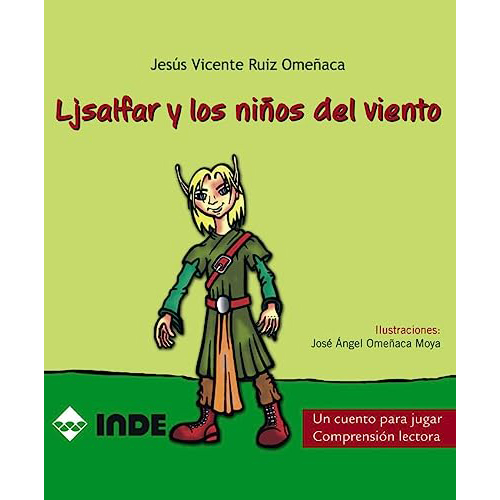 Jesús Vicente Ruiz Omeñaca
Ljsalfar y los niños del viento
Ilustraciones:
José Ángel Omeñaca Moya
INDE
Un cuento para jugar
Comprensión lectora